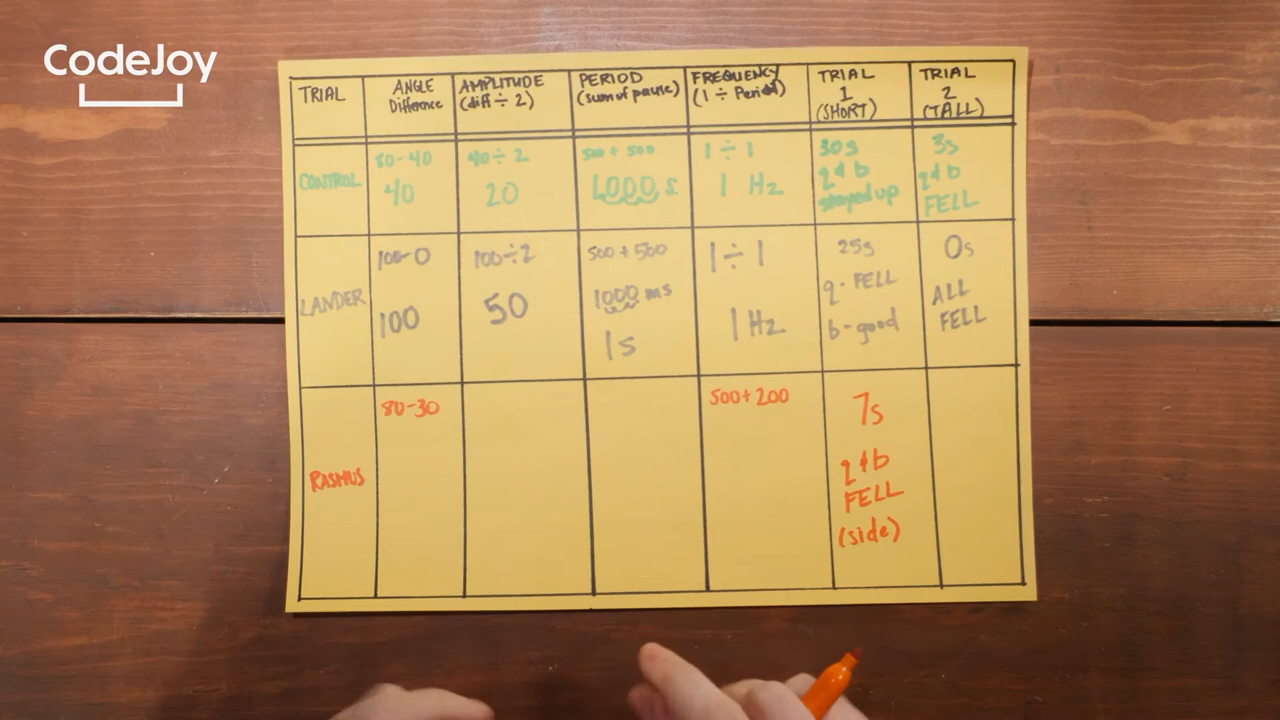 CodeJoy
TRIAL
ANGLE
Difference
AMPLITUDE
(diff ÷ 2)
PERIOD
(sum of pause)
FREQUENCY
(1 ÷ Period)
TRIAL
1
(SHORT)
TRIAL
2
(TALL)
CONTROL
80-40
40
40 ÷ 2
20
500 + 500
1000 s
1 ÷ 1
1 Hz
30s
q & b
stayed up
3s
q & b
FELL
LANDER
100-0
100
100÷2
50
500 + 500
1000 ms
1s
1 ÷ 1
1 Hz
25s
q - FELL
b-good
0s
ALL
FELL
RASMUS
80-30
500+ 200
7s
q & b
FELL
(side)